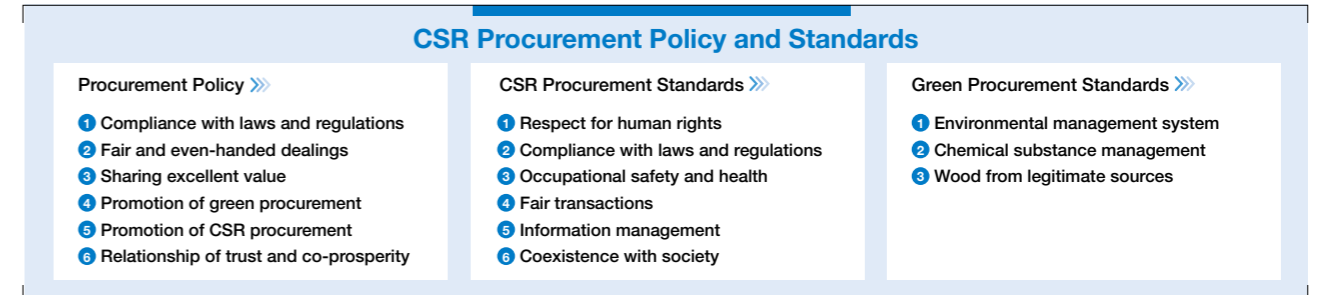 CSR Procurement Policy and Standards
Procurement Policy
1 Compliance with laws and regulations
2 Fair and even-handed dealings
3 Sharing excellent value
4 Promotion of green procurement
5 Promotion of CSR procurement
6 Relationship of trust and co-prosperity
CSR Procurement Standards
1 Respect for human rights
2 Compliance with laws and regulations
3 Occupational safety and health
4 Fair transactions
5 Information management
6 Coexistence with society
Green Procurement Standards
1 Environmental management system
2 Chemical substance management
3 Wood from legitimate sources